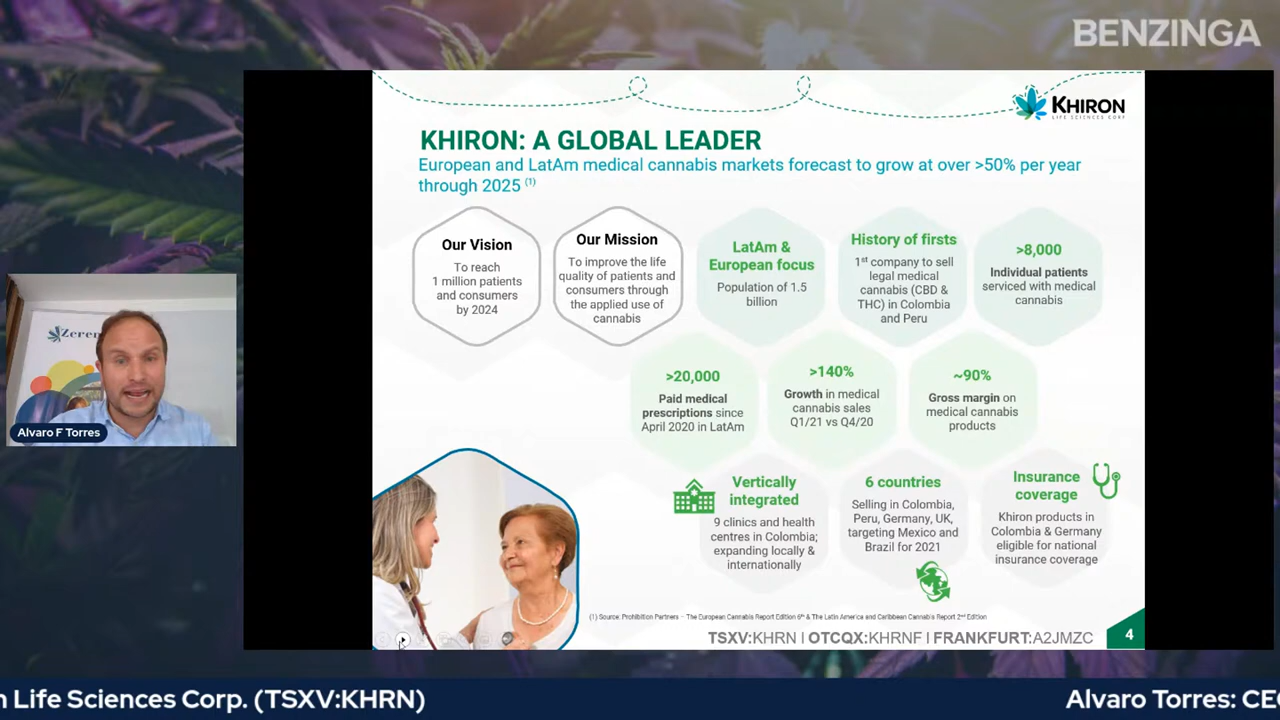 BENZINGA
KHIRON
LIFE SCIENCES CORP
KHIRON: A GLOBAL LEADER
European and LatAm medical cannabis markets forecast to grow at over >50% per year
through 2025 (1)
Our Vision
To reach
1 million patients
and consumers
by 2024
Our Mission
To improve the life
quality of patients and
consumers through
the applied use of
cannabis
LatAm &
European focus
Population of 1.5
billion
History of firsts
1st company to sell
legal medical
cannabis (CBD &
THC) in Colombia
and Peru
>8,000
Individual patients
serviced with medical
cannabis
>20,000
Paid medical
prescriptions since
April 2020 in LatAm
>140%
Growth in medical
cannabis sales
Q1/21 vs Q4/20
~90%
Gross margin on
medical cannabis
products
Vertically
integrated
9 clinics and health
centres in Colombia;
expanding locally &
internationally
6 countries
Selling in Colombia,
Peru, Germany, UK,
targeting Mexico and
Brazil for 2021
Insurance
coverage
Khiron products in
Colombia & Germany
eligible for national
insurance coverage
(1) Source: Prohibition Partners - The European Cannabis Report Edition 6th & The Latin America and Caribbean Cannabis Report 2nd Edition
TSXV:KHRN I OTCQX:KHRNF I FRANKFURT:A2JMZC
4
Zeren
Alvaro F Torres
n Life Sciences Corp. (TSXV:KHRN)
Alvaro Torres: CE